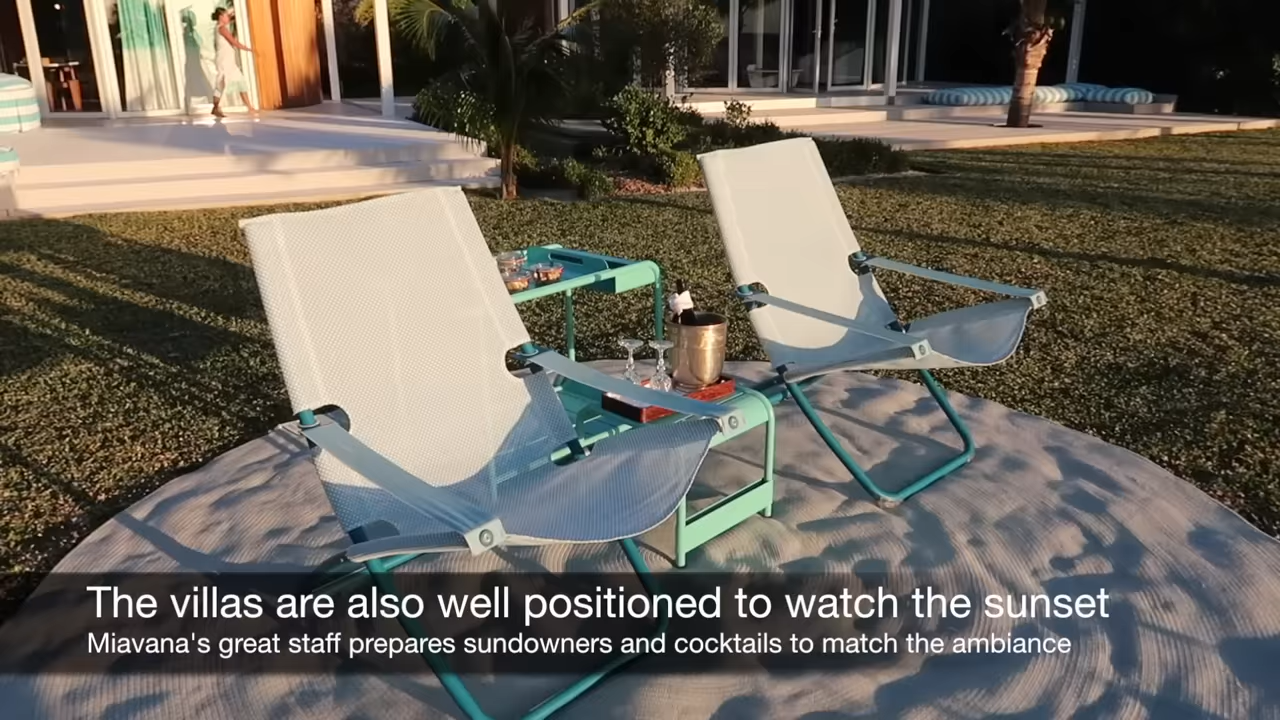 The villas are also well positioned to watch the sunset
Miavana's great staff prepares sundowners and cocktails to match the ambiance